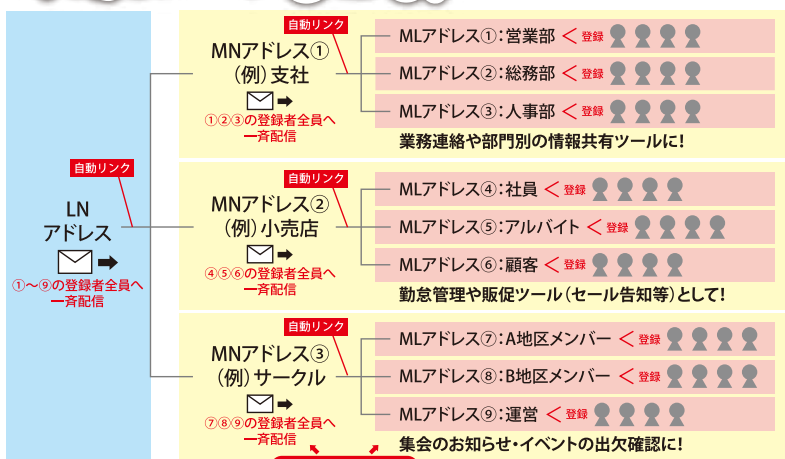 自動リンク
LN
アドレス
①～⑨の登録者全員へ
一斉配信
自動リンク
MNアドレス①
（例）支社
①②③の登録者全員へ
一斉配信
MLアドレス①：営業部 ＜ 登録
MLアドレス②：総務部 ＜ 登録
MLアドレス③：人事部 ＜ 登録
業務連絡や部門別の情報共有ツールに！
自動リンク
MNアドレス②
（例）小売店
④⑤⑥の登録者全員へ
一斉配信
MLアドレス④：社員 ＜ 登録
MLアドレス⑤：アルバイト ＜ 登録
MLアドレス⑥：顧客 ＜ 登録
勤怠管理や販促ツール（セール告知等）として！
自動リンク
MNアドレス③
（例）サークル
⑦⑧⑨の登録者全員へ
一斉配信
MLアドレス⑦：A地区メンバー ＜ 登録
MLアドレス⑧：B地区メンバー ＜ 登録
MLアドレス⑨：運営 ＜ 登録
集会のお知らせ・イベントの出欠確認に！